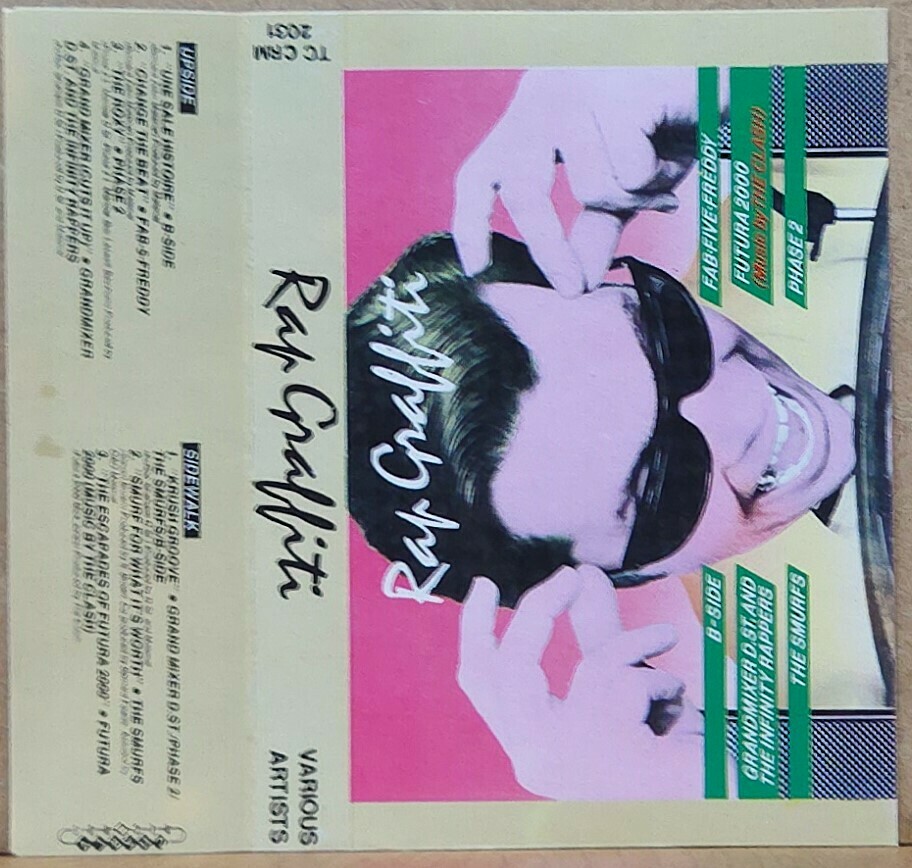 UPSIDE
1. "UNE SALE HISTOIRE" • B-SIDE
2. "CHANGE THE BEAT" • FAB-5-FREDDY
3. "THE ROXY" • PHASE 2
4. "GRAND MIXER (CUTS IT UP) • GRANDMIXER
D.ST AND THE INFINITY RAPPERS
SIDEWALK
1. "KRUSH GROOVE" • GRAND MIXER D.ST./PHASE 2/
THE SMURFS/B-SIDE
2. "SMURF FOR WHAT IT'S WORTH" • THE SMURFS
3. "THE ESCAPADES OF FUTURA 2000" • FUTURA
2000 (MUSIC BY THE CLASH)
TC CRM
2031
Rap Graffiti
VARIOUS
ARTISTS
Rap Graffiti
FAB-FIVE-FREDDY
FUTURA 2000
(Music by THE CLASH)
PHASE 2
B-SIDE
GRANDMIXER D.ST. AND
THE INFINITY RAPPERS
THE SMURFS